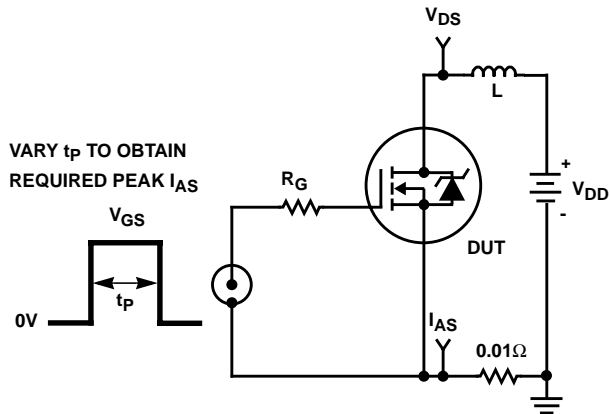 V_DS
L
VARY t_P TO OBTAIN
REQUIRED PEAK I_AS
R_G
+
V_DD
-
V_GS
DUT
t_P
0V
I_AS
0.01Ω